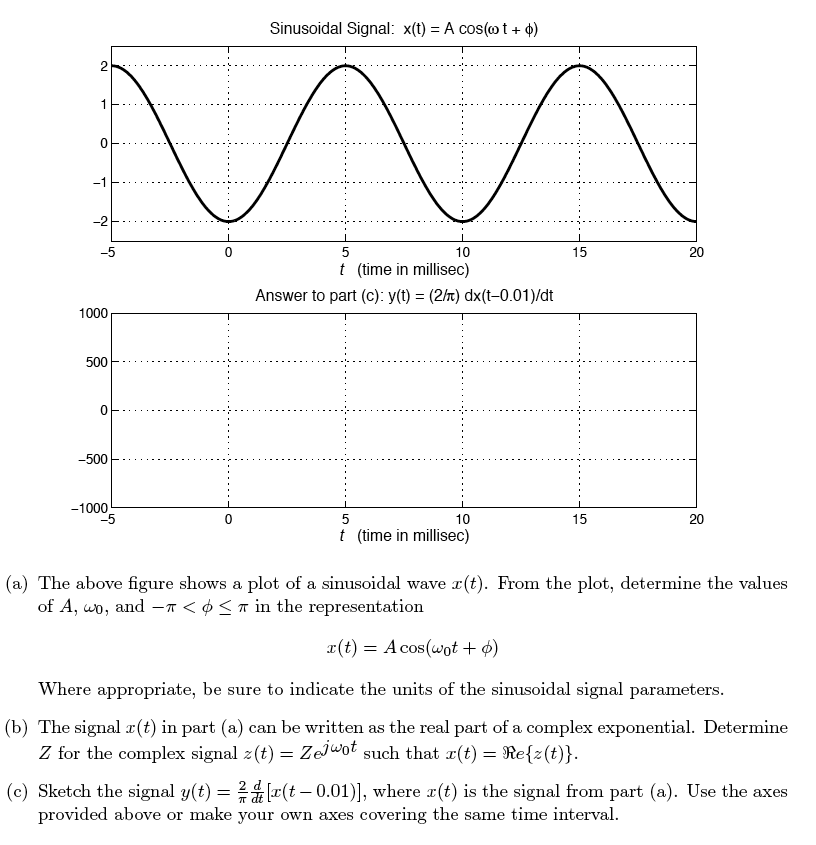 Sinusoidal Signal: x(t) = A cos(ω t + ϕ)
2
1
0
−1
−2
−5 0 5 10 15 20
t (time in millisec)
Answer to part (c): y(t) = (2/π) dx(t−0.01)/dt
1000
500
0
−500
−1000
−5 0 5 10 15 20
t (time in millisec)
(a) The above figure shows a plot of a sinusoidal wave x(t). From the plot, determine the values
of A, ω₀, and −π < ϕ ≤ π in the representation
x(t) = A cos(ω₀t + ϕ)
Where appropriate, be sure to indicate the units of the sinusoidal signal parameters.
(b) The signal x(t) in part (a) can be written as the real part of a complex exponential. Determine
Z for the complex signal z(t) = Ze^{jω₀t} such that x(t) = ℜe{z(t)}.
(c) Sketch the signal y(t) = \frac{2}{π} \frac{d}{dt}[x(t − 0.01)], where x(t) is the signal from part (a). Use the axes
provided above or make your own axes covering the same time interval.